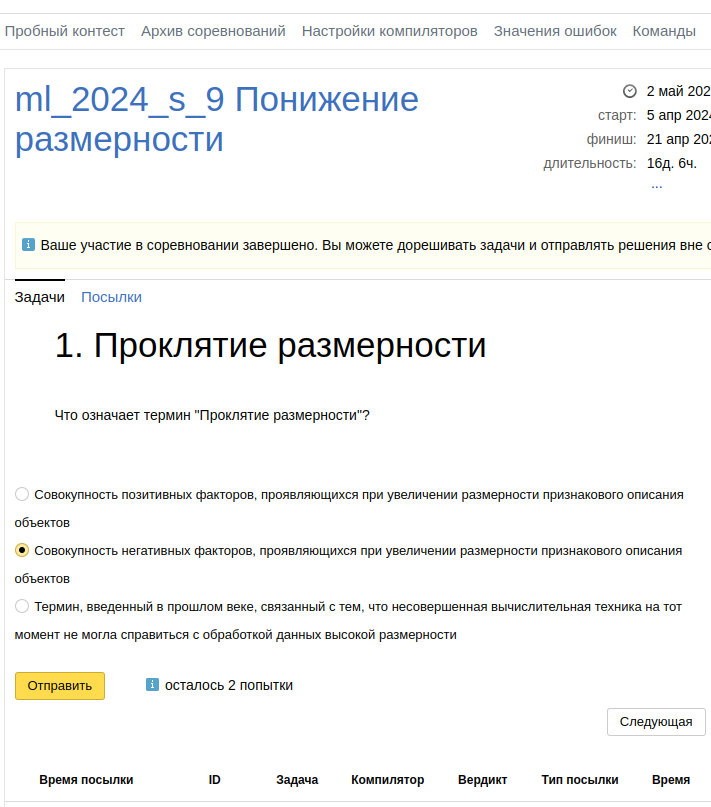 Пробный контест Архив соревнований Настройки компиляторов Значения ошибок Команды
ml_2024_s_9 Понижение
размерности
2 май 202
старт: 5 апр 2024
финиш: 21 апр 202
длительность: 16д. 6ч.
...
Ваше участие в соревновании завершено. Вы можете дорешивать задачи и отправлять решения вне с
Задачи Посылки
1. Проклятие размерности
Что означает термин "Проклятие размерности"?
Совокупность позитивных факторов, проявляющихся при увеличении размерности признакового описания
объектов
Совокупность негативных факторов, проявляющихся при увеличении размерности признакового описания
объектов
Термин, введенный в прошлом веке, связанный с тем, что несовершенная вычислительная техника на тот
момент не могла справиться с обработкой данных высокой размерности
Отправить осталось 2 попытки
Следующая
Время посылки ID Задача Компилятор Вердикт Тип посылки Время